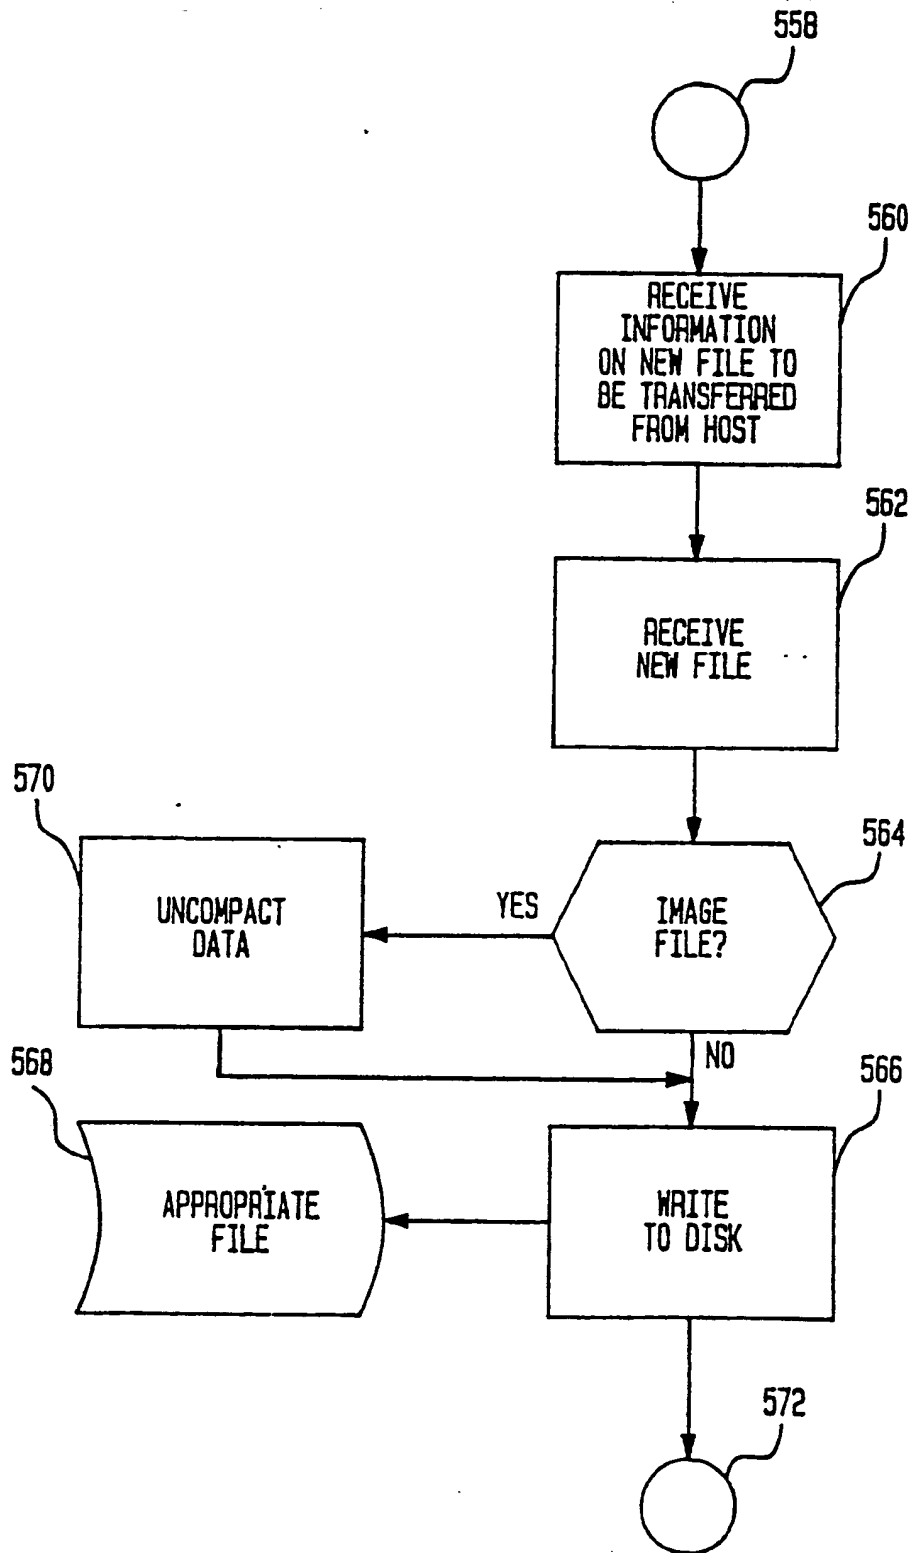 558
560
RECEIVE
INFORMATION
ON NEW FILE TO
BE TRANSFERRED
FROM HOST
562
RECEIVE
NEW FILE
570
564
UNCOMPACT
DATA
YES
IMAGE
FILE?
NO
568
566
APPROPRIATE
FILE
WRITE
TO DISK
572